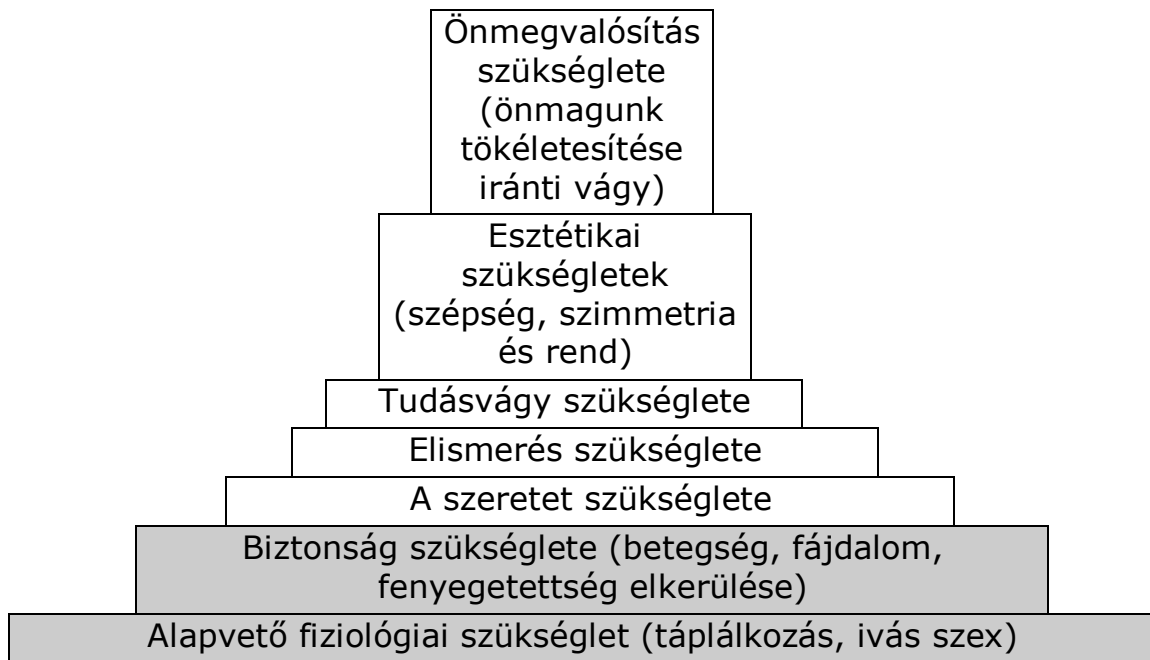 Önmegvalósítás
szükséglete
(önmagunk
tökéletesítése
iránti vágy)
Esztétikai
szükségletek
(szépség, szimmetria
és rend)
Tudásvágy szükséglete
Elismerés szükséglete
A szeretet szükséglete
Biztonság szükséglete (betegség, fájdalom,
fenyegetettség elkerülése)
Alapvető fiziológiai szükséglet (táplálkozás, ivás szex)